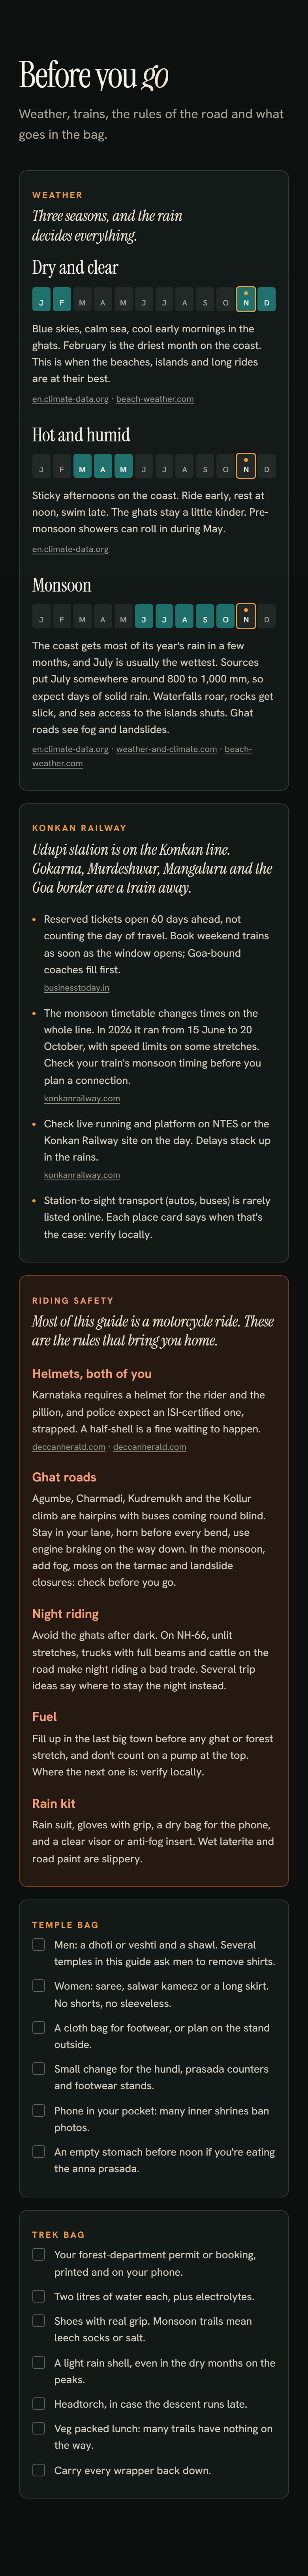 Before you go
Weather, trains, the rules of the road and what
goes in the bag.
WEATHER
Three seasons, and the rain
decides everything.
Dry and clear
J F M A M J J A S O N D
Blue skies, calm sea, cool early mornings in the
ghats. February is the driest month on the coast.
This is when the beaches, islands and long rides
are at their best.
en.climate-data.org · beach-weather.com
Hot and humid
J F M A M J J A S O N D
Sticky afternoons on the coast. Ride early, rest at
noon, swim late. The ghats stay a little kinder. Pre-
monsoon showers can roll in during May.
en.climate-data.org
Monsoon
J F M A M J J A S O N D
The coast gets most of its year's rain in a few
months, and July is usually the wettest. Sources
put July somewhere around 800 to 1,000 mm, so
expect days of solid rain. Waterfalls roar, rocks get
slick, and sea access to the islands shuts. Ghat
roads see fog and landslides.
en.climate-data.org · weather-and-climate.com · beach-
weather.com
KONKAN RAILWAY
Udupi station is on the Konkan line.
Gokarna, Murdeshwar, Mangaluru and the
Goa border are a train away.
• Reserved tickets open 60 days ahead, not
counting the day of travel. Book weekend trains
as soon as the window opens; Goa-bound
coaches fill first.
businesstoday.in
• The monsoon timetable changes times on the
whole line. In 2026 it ran from 15 June to 20
October, with speed limits on some stretches.
Check your train's monsoon timing before you
plan a connection.
konkanrailway.com
• Check live running and platform on NTES or the
Konkan Railway site on the day. Delays stack up
in the rains.
konkanrailway.com
• Station-to-sight transport (autos, buses) is rarely
listed online. Each place card says when that's
the case: verify locally.
RIDING SAFETY
Most of this guide is a motorcycle ride. These
are the rules that bring you home.
Helmets, both of you
Karnataka requires a helmet for the rider and the
pillion, and police expect an ISI-certified one,
strapped. A half-shell is a fine waiting to happen.
deccanherald.com · deccanherald.com
Ghat roads
Agumbe, Charmadi, Kudremukh and the Kollur
climb are hairpins with buses coming round blind.
Stay in your lane, horn before every bend, use
engine braking on the way down. In the monsoon,
add fog, moss on the tarmac and landslide
closures: check before you go.
Night riding
Avoid the ghats after dark. On NH-66, unlit
stretches, trucks with full beams and cattle on the
road make night riding a bad trade. Several trip
ideas say where to stay the night instead.
Fuel
Fill up in the last big town before any ghat or forest
stretch, and don't count on a pump at the top.
Where the next one is: verify locally.
Rain kit
Rain suit, gloves with grip, a dry bag for the phone,
and a clear visor or anti-fog insert. Wet laterite and
road paint are slippery.
TEMPLE BAG
Men: a dhoti or veshti and a shawl. Several
temples in this guide ask men to remove shirts.
Women: saree, salwar kameez or a long skirt.
No shorts, no sleeveless.
A cloth bag for footwear, or plan on the stand
outside.
Small change for the hundi, prasada counters
and footwear stands.
Phone in your pocket: many inner shrines ban
photos.
An empty stomach before noon if you're eating
the anna prasada.
TREK BAG
Your forest-department permit or booking,
printed and on your phone.
Two litres of water each, plus electrolytes.
Shoes with real grip. Monsoon trails mean
leech socks or salt.
A light rain shell, even in the dry months on the
peaks.
Headtorch, in case the descent runs late.
Veg packed lunch: many trails have nothing on
the way.
Carry every wrapper back down.